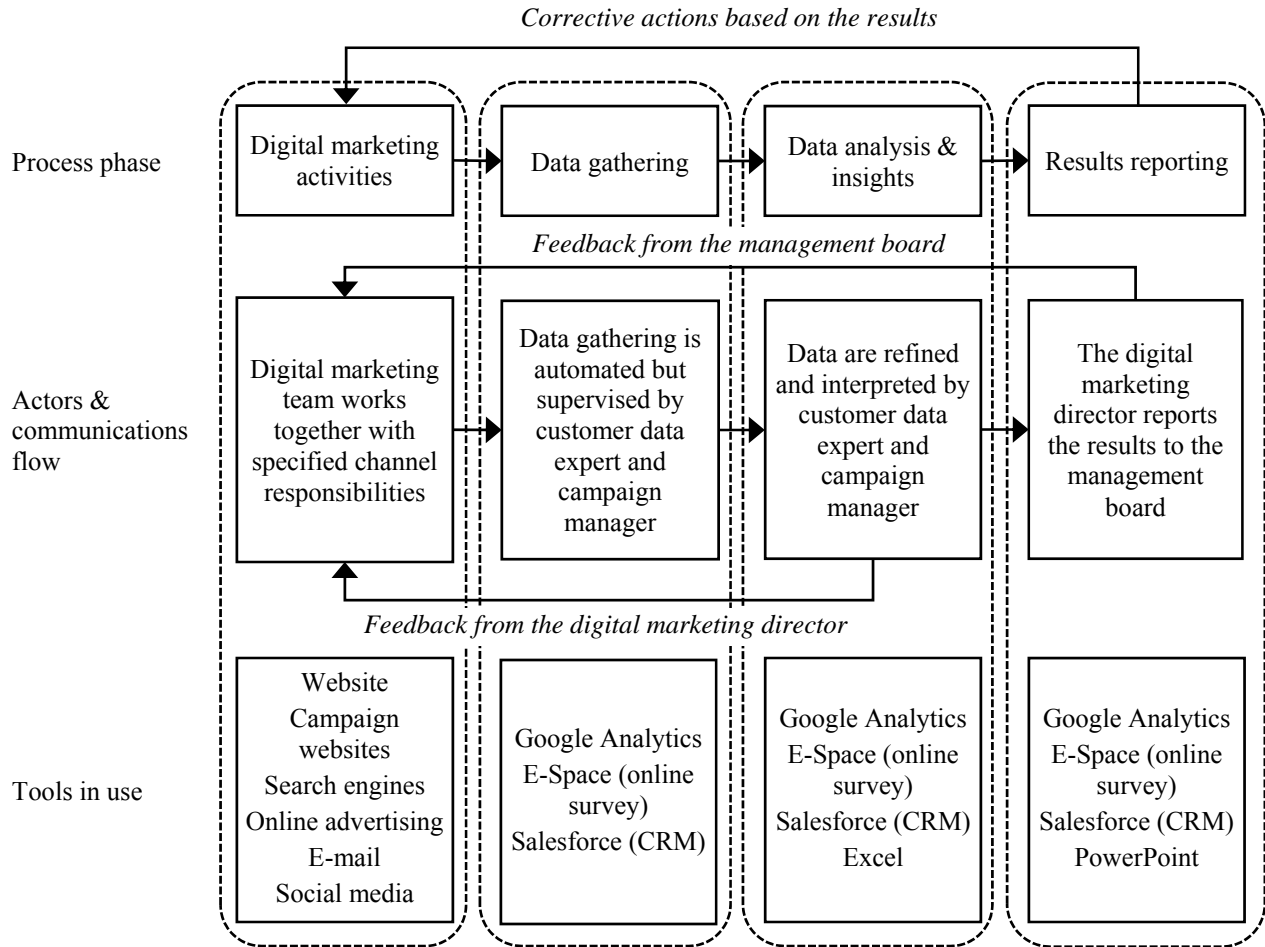 Corrective actions based on the results
Process phase
Digital marketing
activities
Data gathering
Data analysis &
insights
Results reporting
Feedback from the management board
Actors &
communications
flow
Digital marketing
team works
together with
specified channel
responsibilities
Data gathering is
automated but
supervised by
customer data
expert and
campaign
manager
Data are refined
and interpreted by
customer data
expert and
campaign
manager
The digital
marketing
director reports
the results to the
management
board
Feedback from the digital marketing director
Tools in use
Website
Campaign
websites
Search engines
Online advertising
E-mail
Social media
Google Analytics
E-Space (online
survey)
Salesforce (CRM)
Google Analytics
E-Space (online
survey)
Salesforce (CRM)
Excel
Google Analytics
E-Space (online
survey)
Salesforce (CRM)
PowerPoint